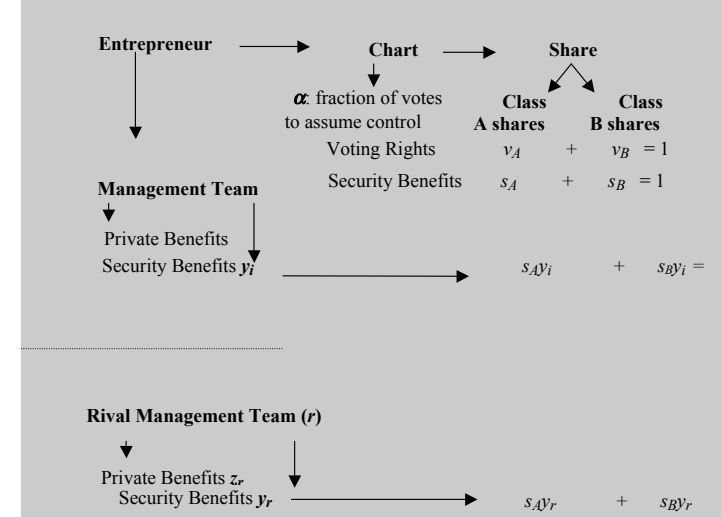 Entrepreneur Chart Share
α: fraction of votes
to assume control
Class Class
A shares B shares
Voting Rights vA + vB = 1
Security Benefits sA + sB = 1
Management Team
Private Benefits
Security Benefits yi sAyi + sByi =
Rival Management Team (r)
Private Benefits zr
Security Benefits yr sAyr + sByr